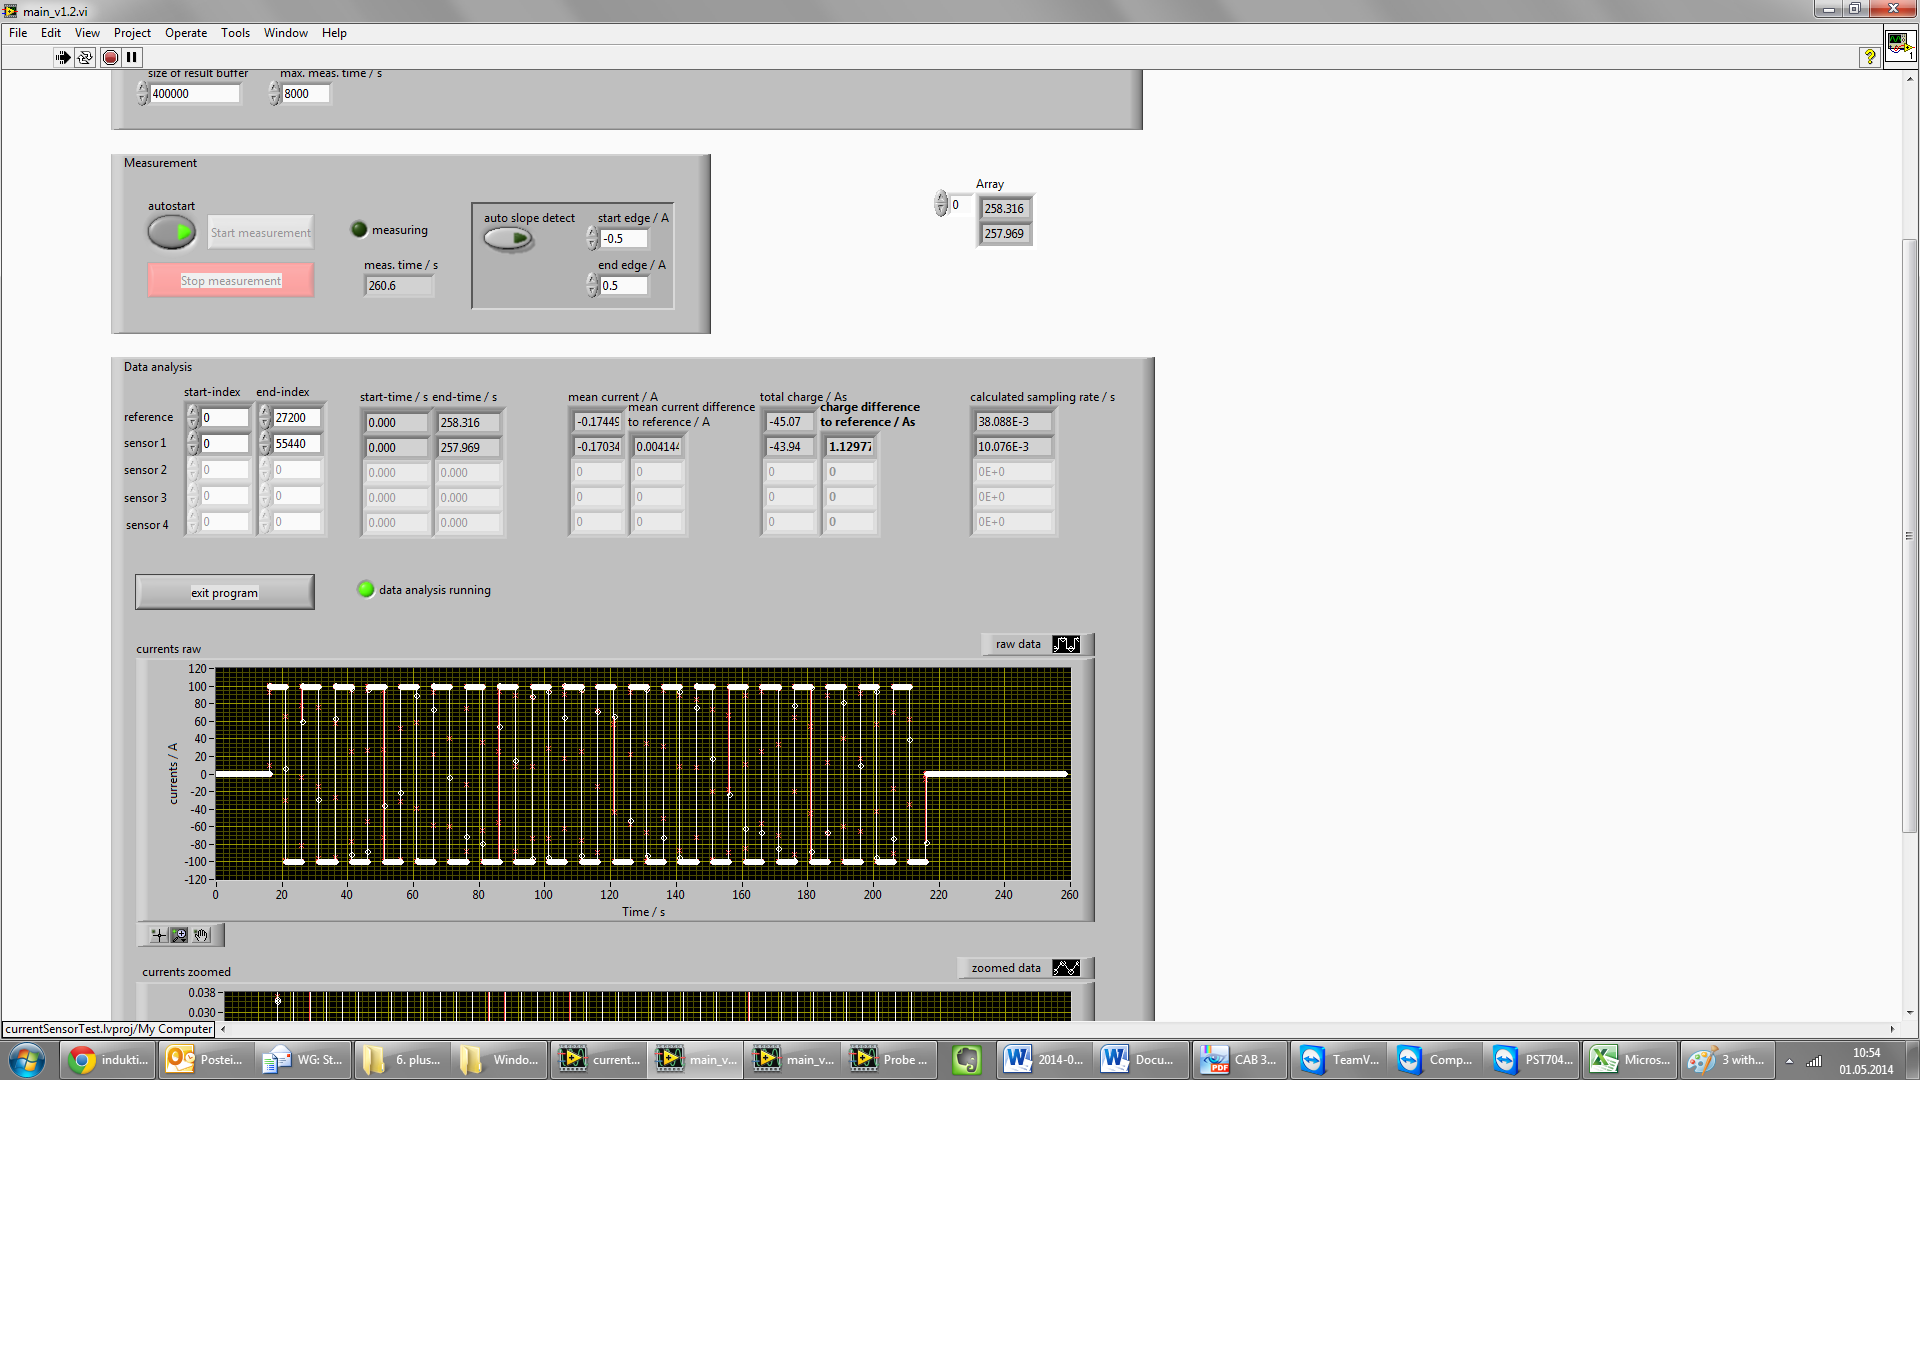 main_v1.2.vi
File Edit View Project Operate Tools Window Help
size of result buffer max. meas. time / s
400000 8000
Measurement
autostart
Start measurement
Stop measurement
measuring
meas. time / s
260.6
auto slope detect start edge / A
-0.5
end edge / A
0.5
Array
0 258.316
257.969
Data analysis
start-index end-index start-time / s end-time / s mean current / A mean current difference to reference / A total charge / As charge difference to reference / As calculated sampling rate / s
reference 0 27200 0.000 258.316 -0.17449 -45.07 38.088E-3
sensor 1 0 55440 0.000 257.969 -0.17034 0.004144 -43.94 1.12977 10.076E-3
sensor 2 0 0 0.000 0.000 0 0 0 0 0E+0
sensor 3 0 0 0.000 0.000 0 0 0 0 0E+0
sensor 4 0 0 0.000 0.000 0 0 0 0 0E+0
exit program
data analysis running
currents raw
raw data
currents / A
120
100
80
60
40
20
0
-20
-40
-60
-80
-100
-120
0 20 40 60 80 100 120 140 160 180 200 220 240 260
Time / s
currents zoomed
zoomed data
0.038
0.030
currentSensorTest.lvproj/My Computer
indukti... Postei... WG: St... 6. plus... Windo... current... main_v... main_v... Probe ... 2014-0... Docu... CAB 3... TeamV... Comp... PST704... Micros... 3 with...
10:54
01.05.2014